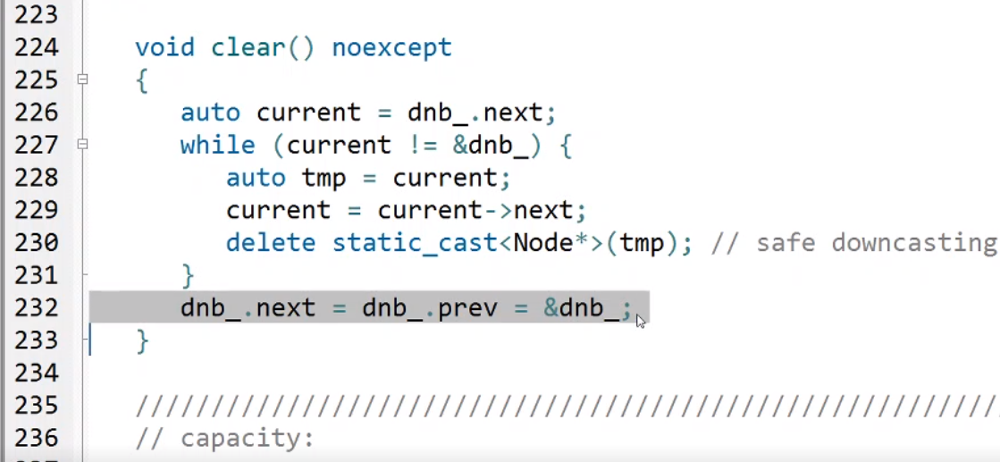 223
224 void clear() noexcept
225 {
226 auto current = dnb_.next;
227 while (current != &dnb_) {
228 auto tmp = current;
229 current = current->next;
230 delete static_cast<Node*>(tmp); // safe downcasting
231 }
232 dnb_.next = dnb_.prev = &dnb_;
233 }
234
235 /////////////////////////////////////////////////////////
236 // capacity: